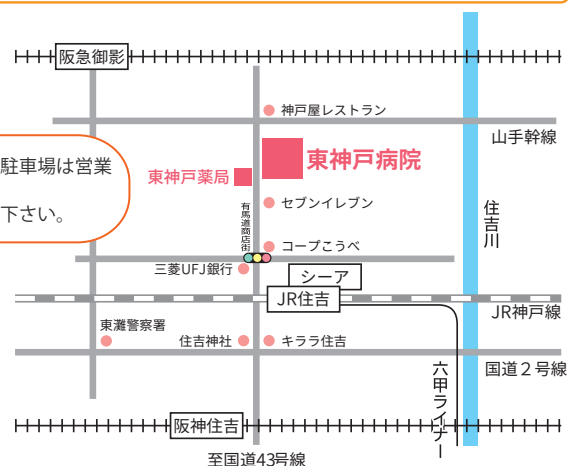 阪急御影
神戸屋レストラン
山手幹線
駐車場は営業
下さい。
東神戸病院
東神戸薬局
セブンイレブン
有馬道商店街
住吉川
コープこうべ
三菱UFJ銀行
シーア
JR住吉
JR神戸線
東灘警察署
住吉神社
キララ住吉
国道２号線
六甲ライナー
阪神住吉
至国道43号線